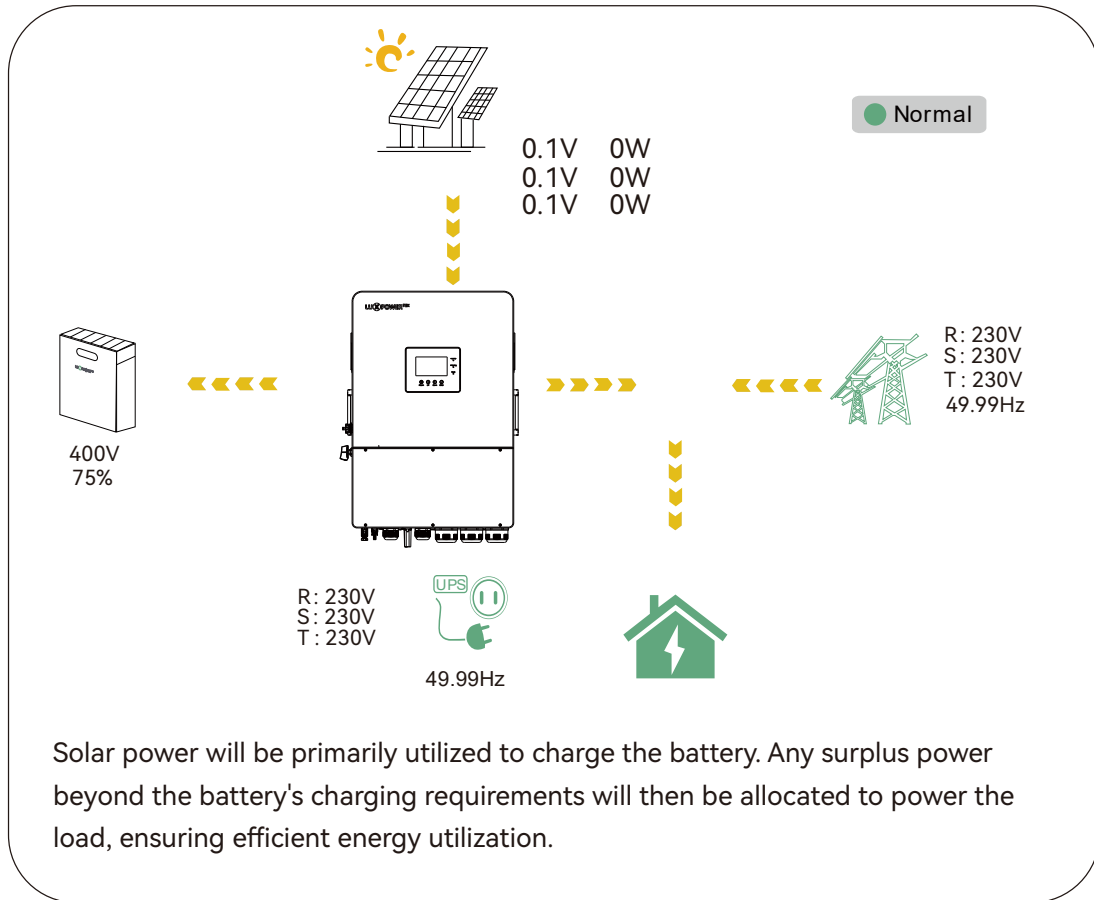 Normal
0.1V 0W
0.1V 0W
0.1V 0W
LUXPOWER
R: 230V
S: 230V
T: 230V
49.99Hz
400V
75%
R: 230V
S: 230V
T: 230V
UPS
49.99Hz
Solar power will be primarily utilized to charge the battery. Any surplus power
beyond the battery's charging requirements will then be allocated to power the
load, ensuring efficient energy utilization.